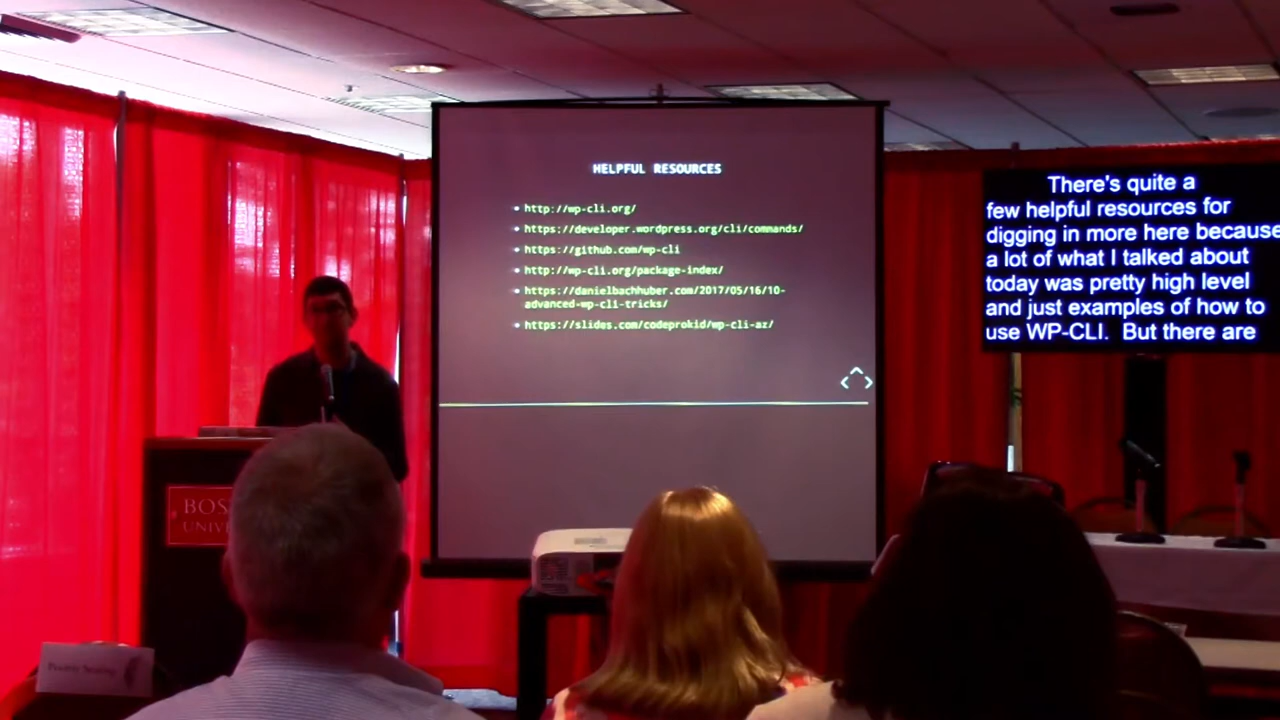 HELPFUL RESOURCES
http://wp-cli.org/
https://developer.wordpress.org/cli/commands/
https://github.com/wp-cli
http://wp-cli.org/package-index/
https://danielbachhuber.com/2017/05/16/10-
advanced-wp-cli-tricks/
https://slides.com/codeprokid/wp-cli-az/
There's quite a
few helpful resources for
digging in more here because
a lot of what I talked about
today was pretty high level
and just examples of how to
use WP-CLI. But there are
BOS
UNIV